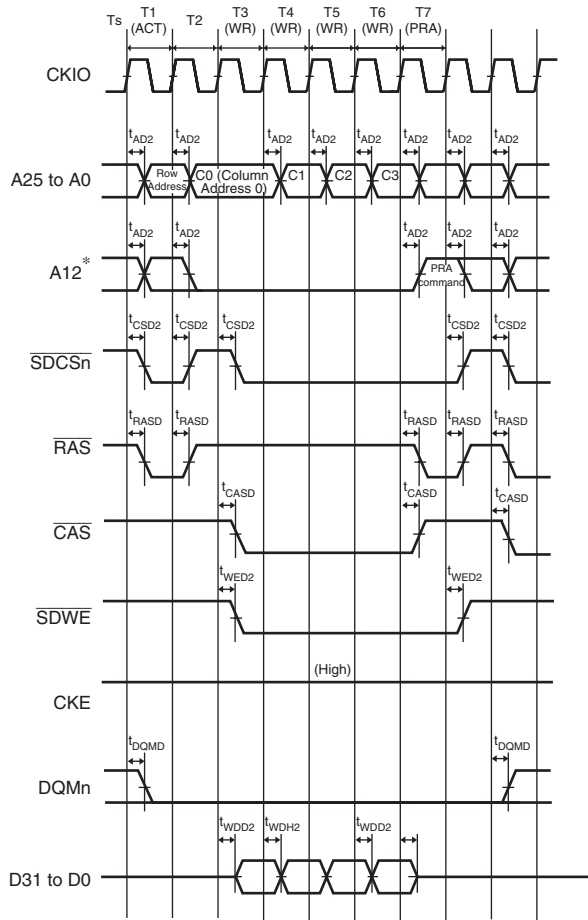 Ts T1 T2 T3 T4 T5 T6 T7
(ACT) (WR) (WR) (WR) (WR) (PRA)
CKIO
tAD2 tAD2 tAD2 tAD2 tAD2 tAD2 tAD2 tAD2
A25 to A0 Row Address C0 (Column Address 0) C1 C2 C3
tAD2 tAD2 tAD2 tAD2 tAD2
A12* PRA command
tCSD2 tCSD2 tCSD2 tCSD2 tCSD2
SDCSn
tRASD tRASD tRASD tRASD tRASD
RAS
tCASD tCASD tCASD
CAS
tWED2 tWED2
SDWE
(High)
CKE
tDQMD tDQMD
DQMn
tWDD2 tWDH2 tWDD2
D31 to D0